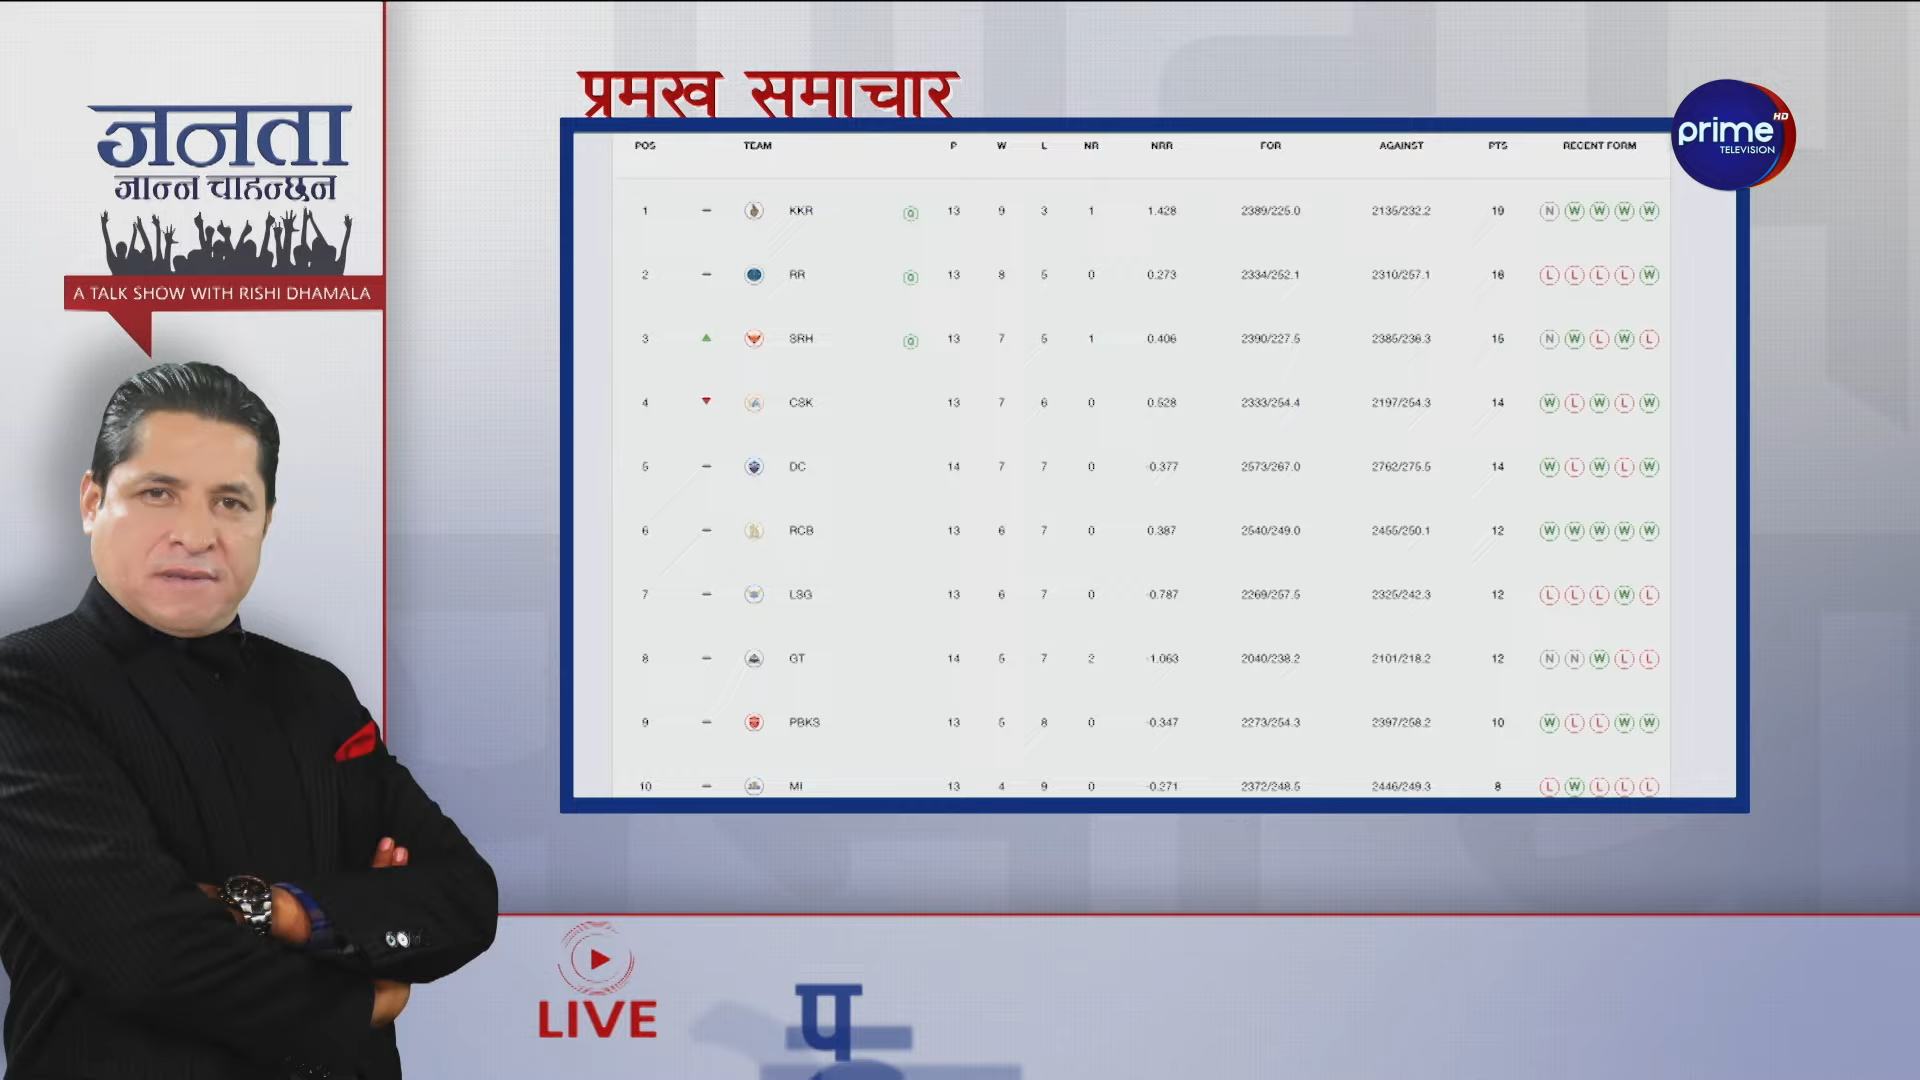 जनता
जान्न चाहन्छन
A TALK SHOW WITH RISHI DHAMALA
प्रमुख समाचार
prime HD
TELEVISION
POS TEAM P W L NR NRR FOR AGAINST PTS RECENT FORM
1 KKR Q 13 9 3 1 1.428 2389/225.0 2135/232.2 19 N W W W W
2 RR Q 13 8 5 0 0.273 2334/252.1 2310/257.1 16 L L L L W
3 SRH Q 13 7 5 1 0.406 2390/227.5 2385/236.3 15 N W L W L
4 CSK 13 7 6 0 0.528 2333/254.4 2197/254.3 14 W L W L W
5 DC 14 7 7 0 -0.377 2573/267.0 2762/275.5 14 W L W L W
6 RCB 13 6 7 0 0.387 2540/249.0 2455/250.1 12 W W W W W
7 LSG 13 6 7 0 -0.787 2269/257.5 2325/242.3 12 L L L W L
8 GT 14 5 7 2 -1.063 2040/238.2 2101/218.2 12 N N W L L
9 PBKS 13 5 8 0 -0.347 2273/254.3 2397/258.2 10 W L L W W
10 MI 13 4 9 0 -0.271 2372/248.5 2446/249.3 8 L W L L L
LIVE